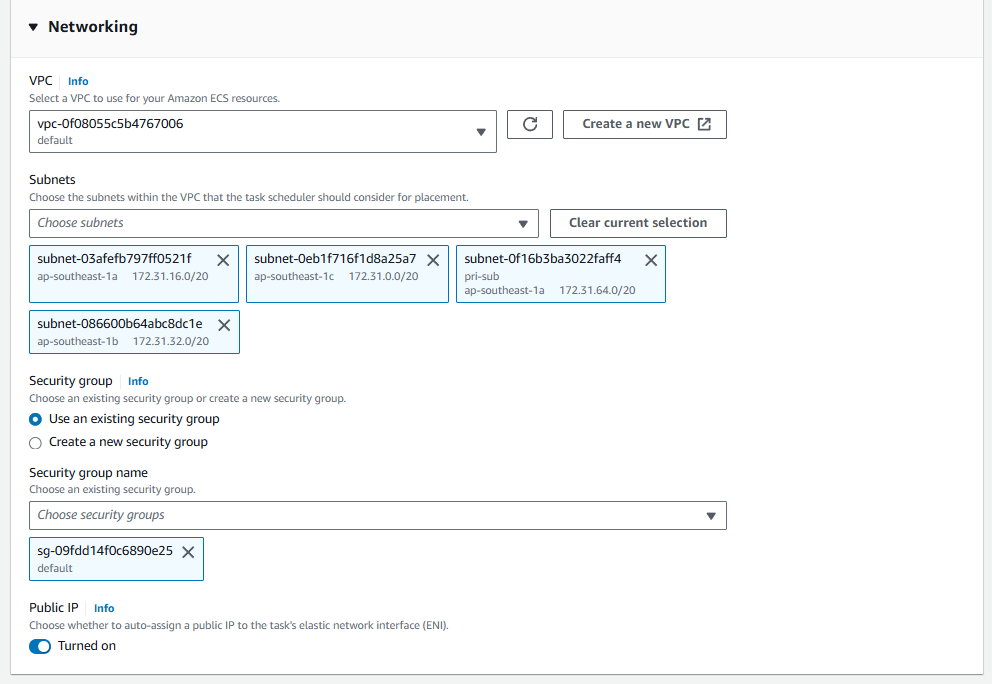 Networking
VPC Info
Select a VPC to use for your Amazon ECS resources.
vpc-0f08055c5b4767006
default
Create a new VPC
Subnets
Choose the subnets within the VPC that the task scheduler should consider for placement.
Choose subnets
Clear current selection
subnet-03afefb797ff0521f
ap-southeast-1a 172.31.16.0/20
subnet-0eb1f716f1d8a25a7
ap-southeast-1c 172.31.0.0/20
subnet-0f16b3ba3022faff4
pri-sub
ap-southeast-1a 172.31.64.0/20
subnet-086600b64abc8dc1e
ap-southeast-1b 172.31.32.0/20
Security group Info
Choose an existing security group or create a new security group.
Use an existing security group
Create a new security group
Security group name
Choose an existing security group.
Choose security groups
sg-09fdd14f0c6890e25
default
Public IP Info
Choose whether to auto-assign a public IP to the task's elastic network interface (ENI).
Turned on